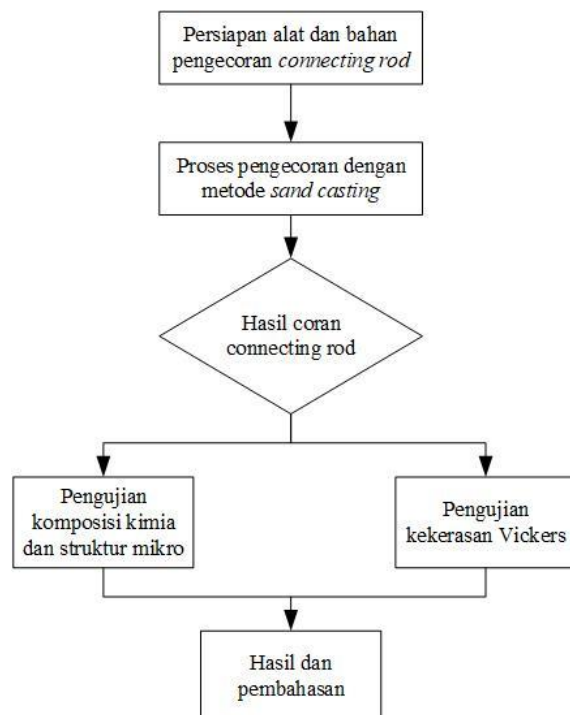 Persiapan alat dan bahan
pengecoran connecting rod
Proses pengecoran dengan
metode sand casting
Hasil coran
connecting rod
Pengujian
komposisi kimia
dan struktur mikro
Pengujian
kekerasan Vickers
Hasil dan
pembahasan